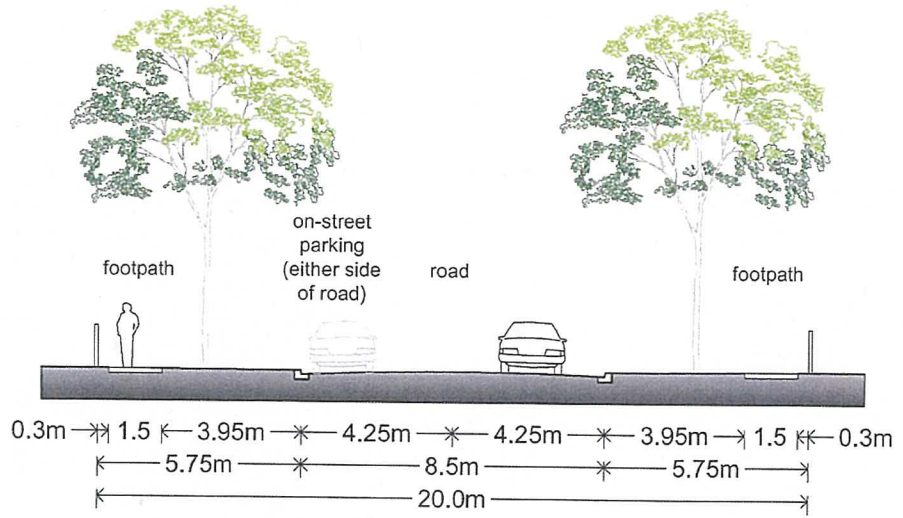 on-street
parking
(either side
of road)
footpath
road
footpath
0.3m 1.5 3.95m 4.25m 4.25m 3.95m 1.5 0.3m
5.75m 8.5m 5.75m
20.0m